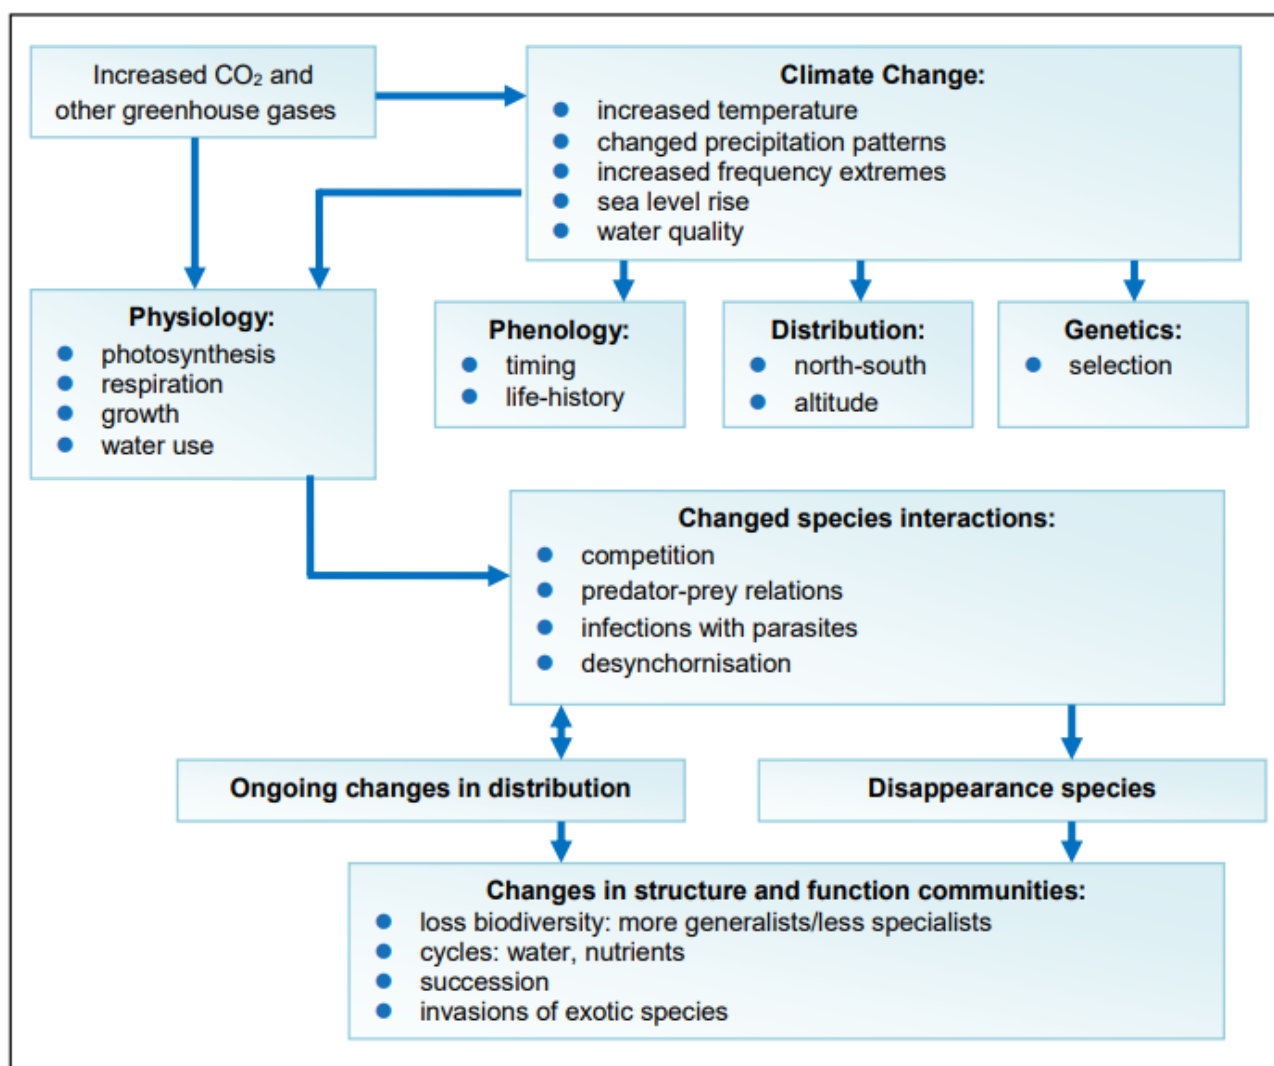 Increased CO₂ and
other greenhouse gases
Climate Change:
increased temperature
changed precipitation patterns
increased frequency extremes
sea level rise
water quality
Physiology:
photosynthesis
respiration
growth
water use
Phenology:
timing
life-history
Distribution:
north-south
altitude
Genetics:
selection
Changed species interactions:
competition
predator-prey relations
infections with parasites
desynchornisation
Ongoing changes in distribution
Disappearance species
Changes in structure and function communities:
loss biodiversity: more generalists/less specialists
cycles: water, nutrients
succession
invasions of exotic species